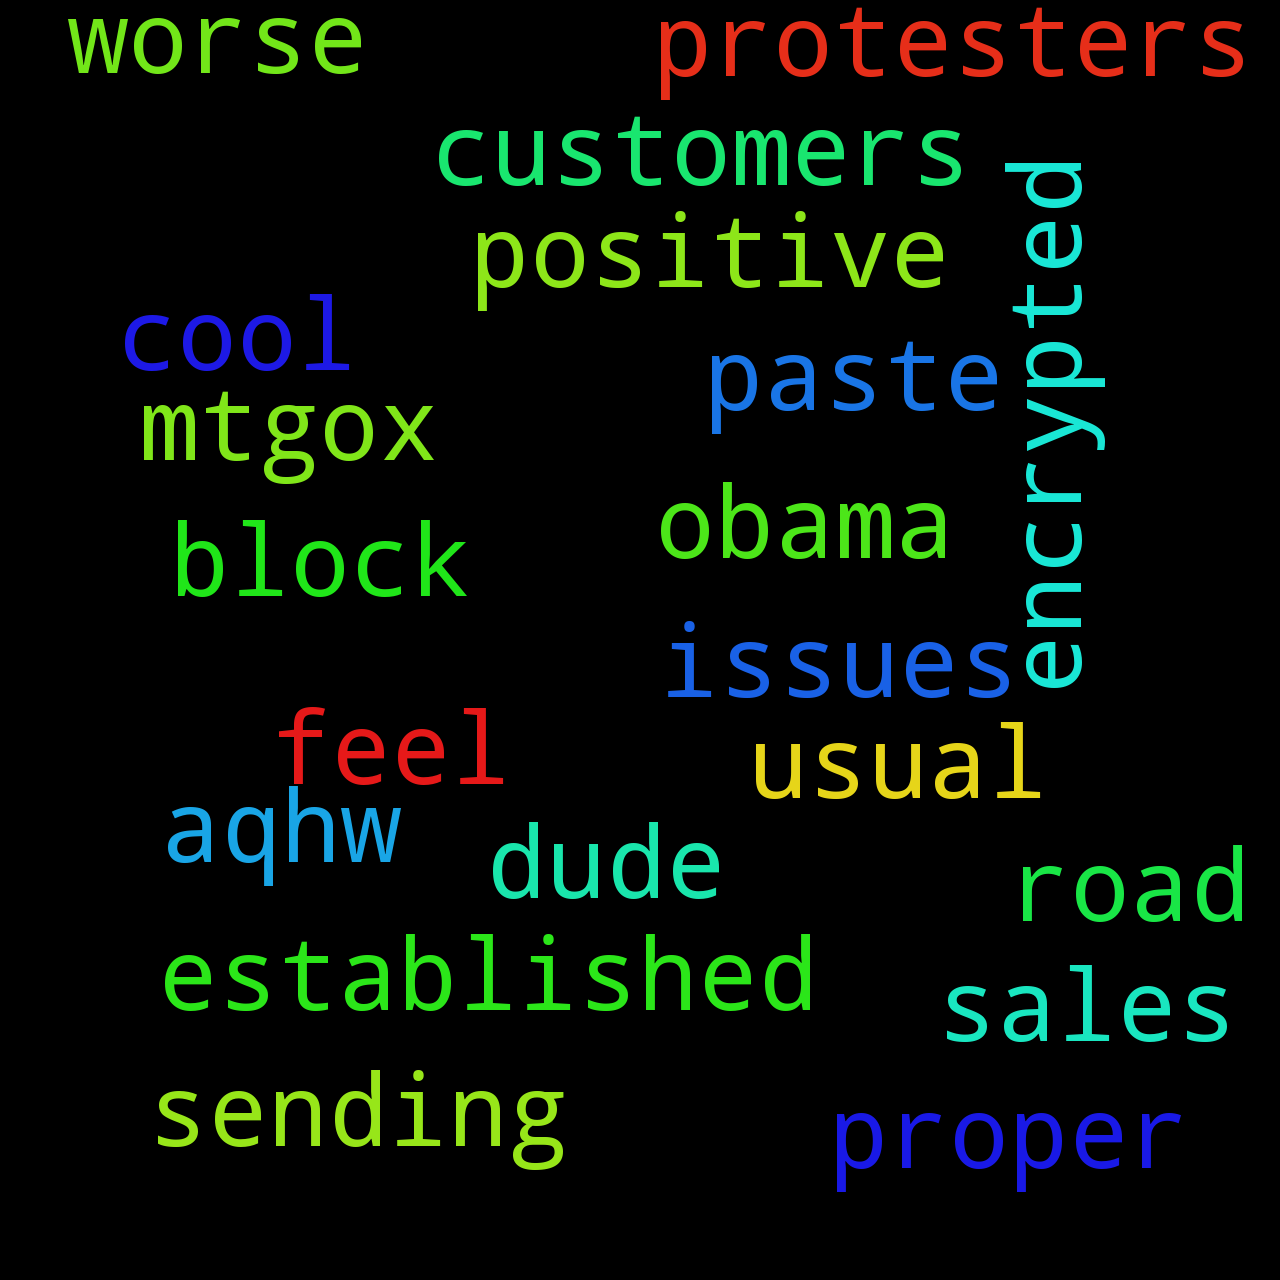 worse
protesters
customers
encrypted
positive
cool
paste
mtgox
obama
block
issues
feel
usual
aqhw
dude
road
established
sales
sending
proper